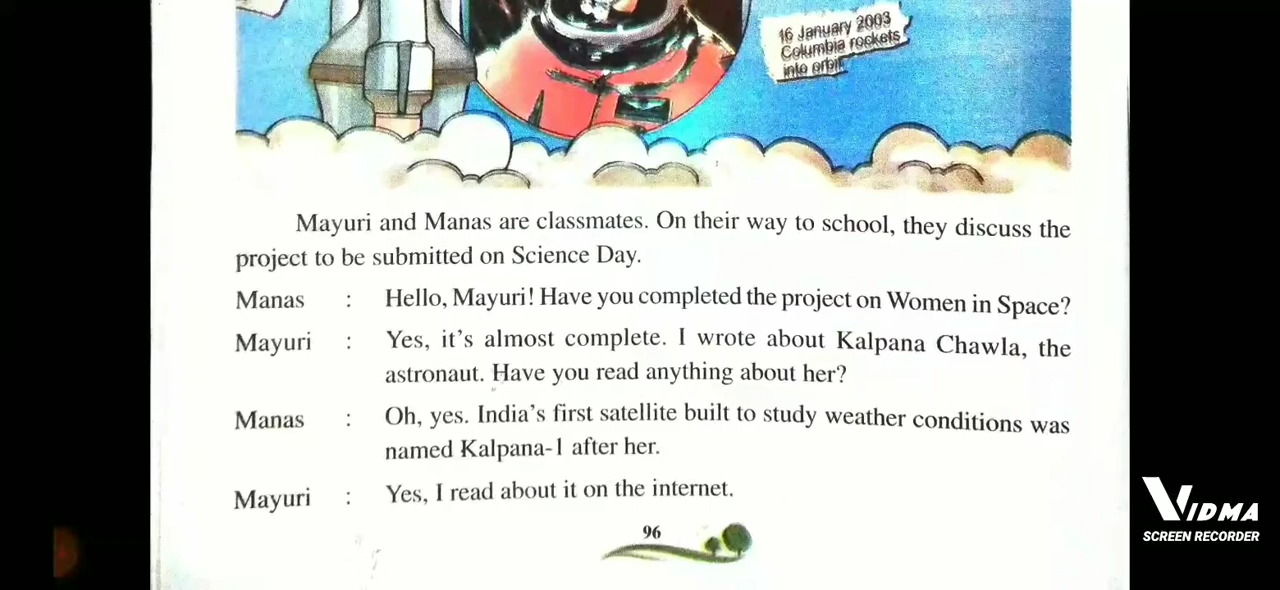 16 January 2003
Columbia rockets
into orbit
Mayuri and Manas are classmates. On their way to school, they discuss the
project to be submitted on Science Day.
Manas : Hello, Mayuri! Have you completed the project on Women in Space?
Mayuri : Yes, it's almost complete. I wrote about Kalpana Chawla, the
astronaut. Have you read anything about her?
Manas : Oh, yes. India's first satellite built to study weather conditions was
named Kalpana-1 after her.
Mayuri : Yes, I read about it on the internet.
96
VIDMA
SCREEN RECORDER